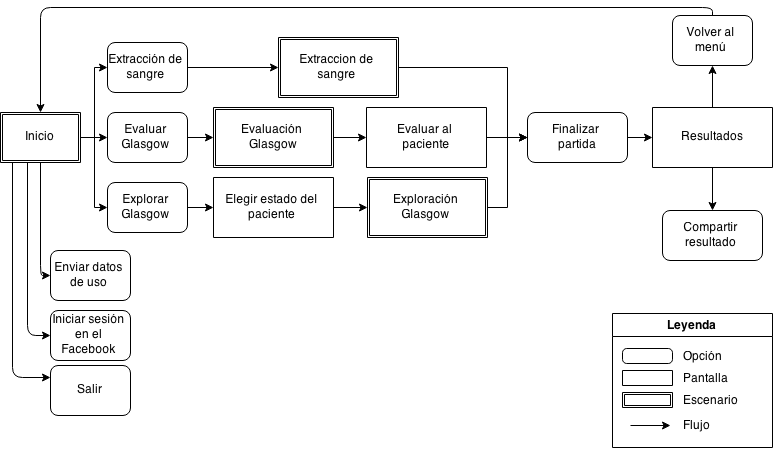 Volver al
menú
Extracción de
sangre
Extraccion de
sangre
Inicio
Evaluar
Glasgow
Evaluación
Glasgow
Evaluar al
paciente
Finalizar
partida
Resultados
Explorar
Glasgow
Elegir estado del
paciente
Exploración
Glasgow
Compartir
resultado
Enviar datos
de uso
Iniciar sesión
en el
Facebook
Salir
Leyenda
Opción
Pantalla
Escenario
Flujo